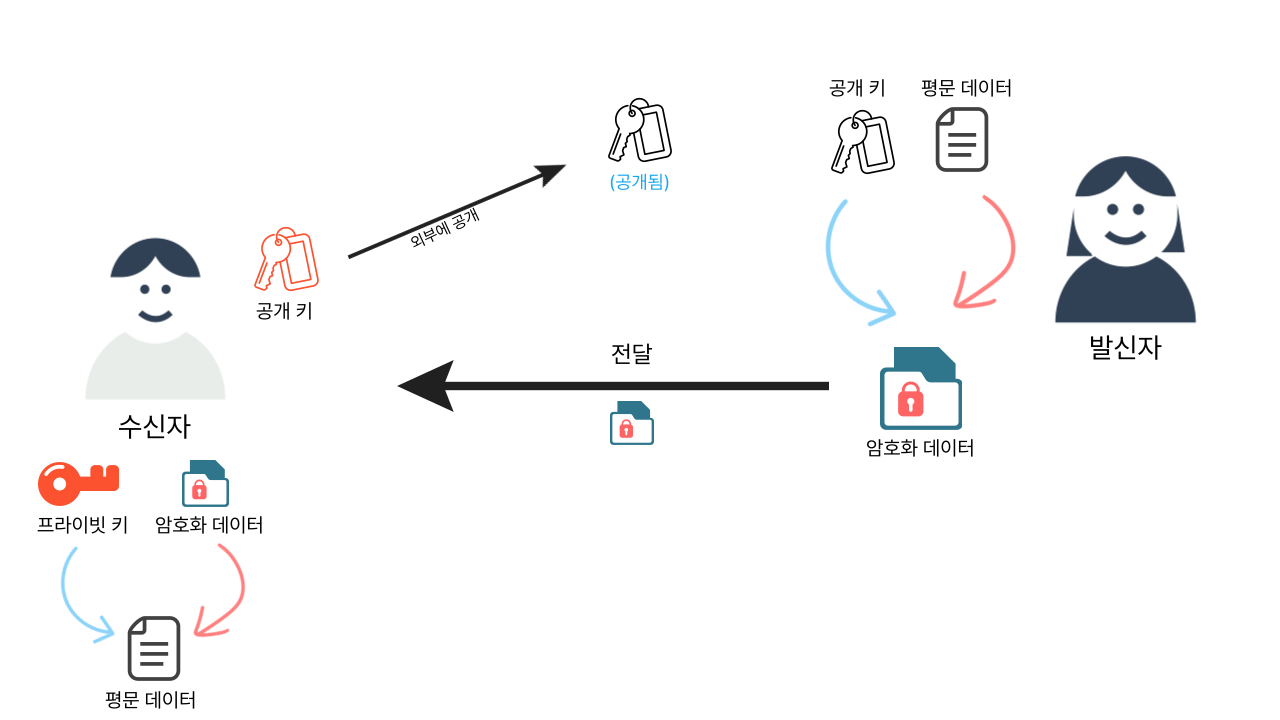 공개 키
평문 데이터
(공개됨)
외부에 공개
공개 키
발신자
전달
수신자
암호화 데이터
프라이빗 키
암호화 데이터
평문 데이터